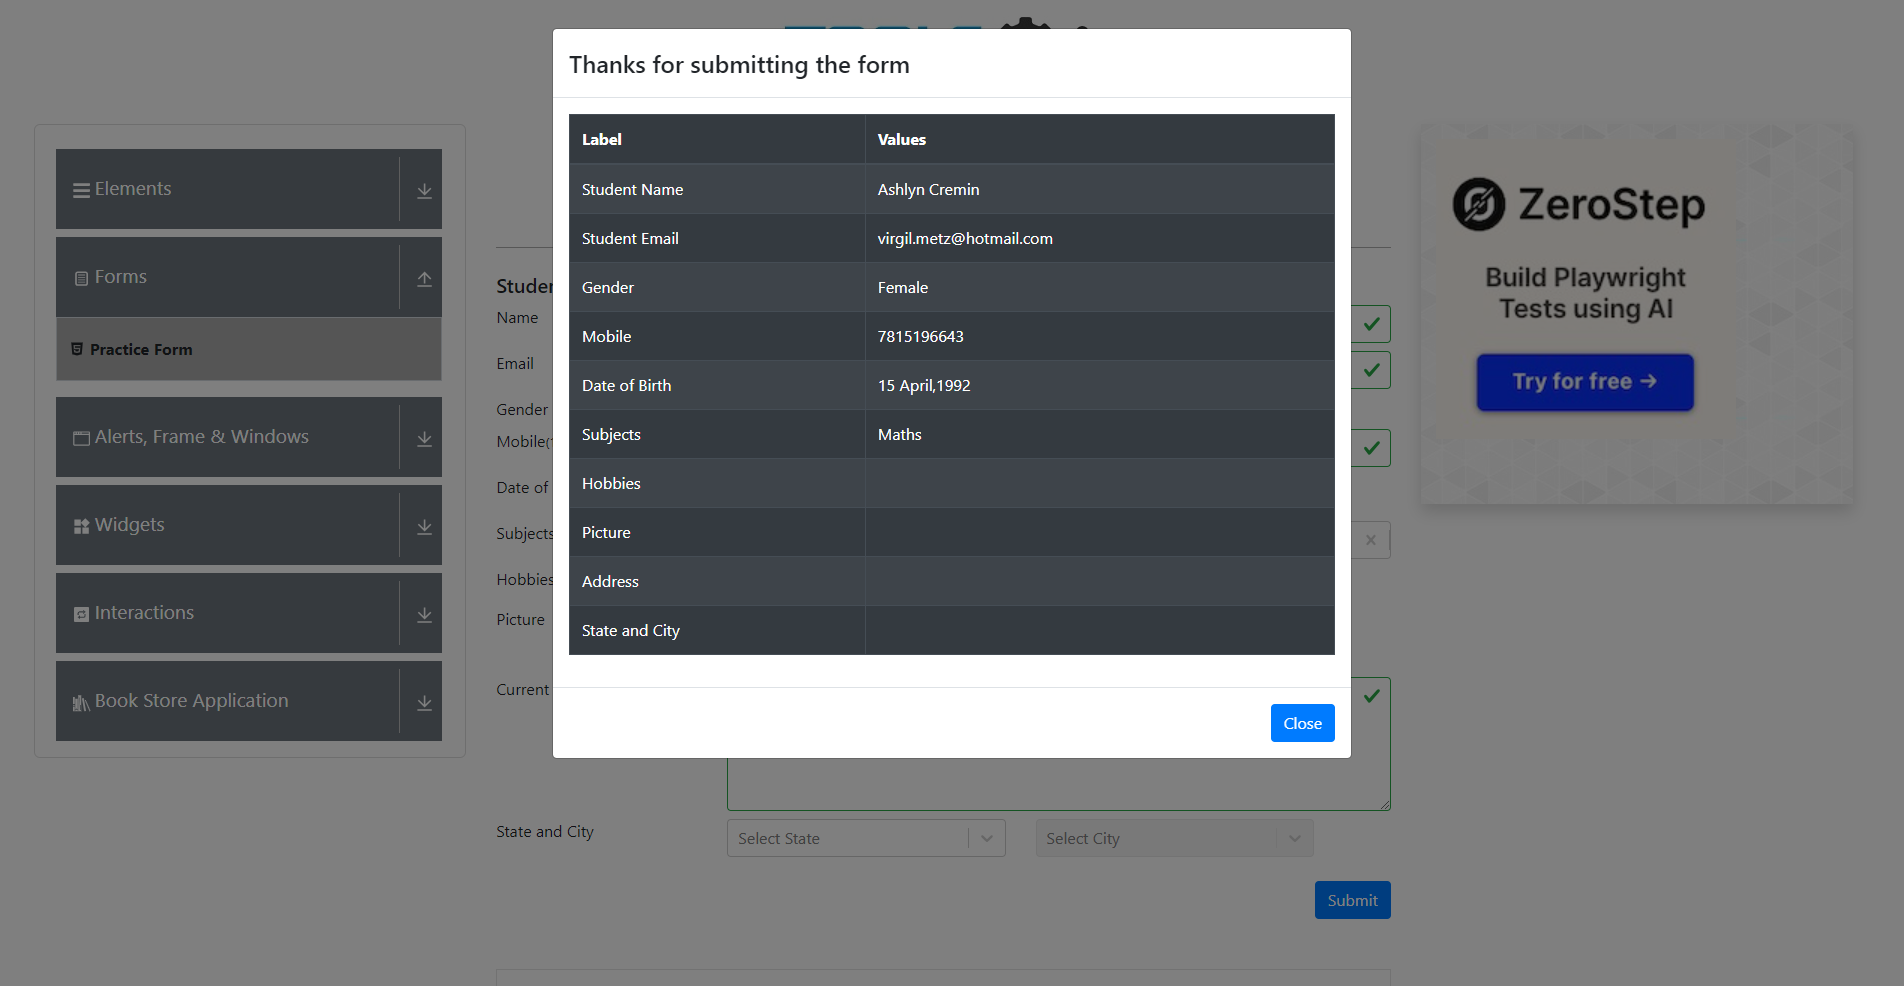 Thanks for submitting the form
Label Values
Student Name Ashlyn Cremin
Student Email virgil.metz@hotmail.com
Gender Female
Mobile 7815196643
Date of Birth 15 April,1992
Subjects Maths
Hobbies
Picture
Address
State and City
Close
Elements
Forms
Practice Form
Alerts, Frame & Windows
Widgets
Interactions
Book Store Application
Name
Email
Gender
Date of
Subjects
Hobbies
Picture
Current
State and City
Select State
Select City
Submit
ZeroStep
Build Playwright
Tests using AI
Try for free →